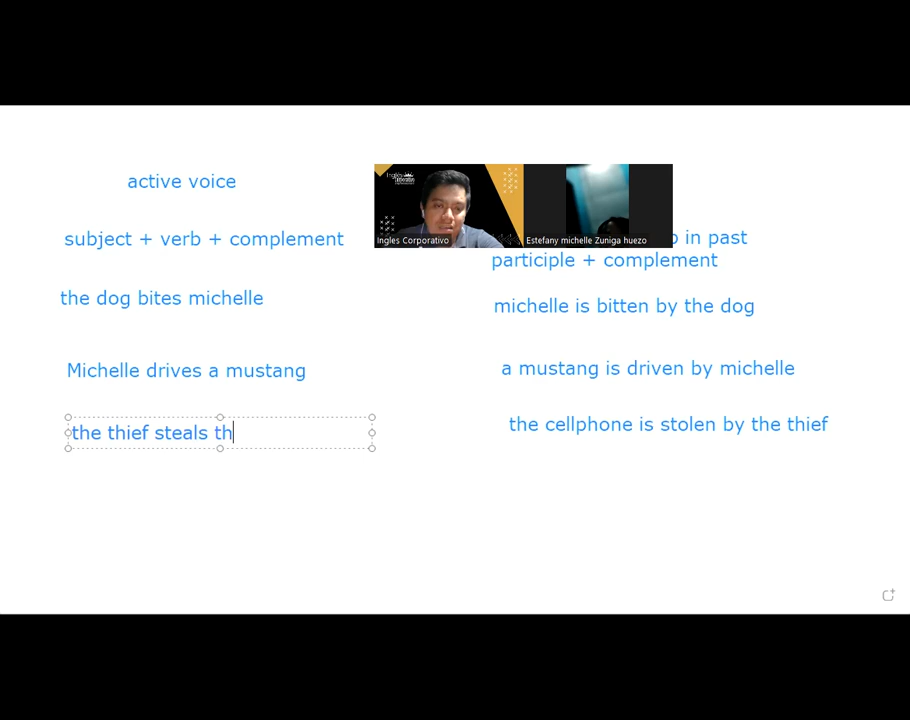 active voice
Ingles Corporativo
Estefany michelle Zuniga huezo
subject + verb + complement
in past
participle + complement
the dog bites michelle
michelle is bitten by the dog
Michelle drives a mustang
a mustang is driven by michelle
the thief steals th
the cellphone is stolen by the thief